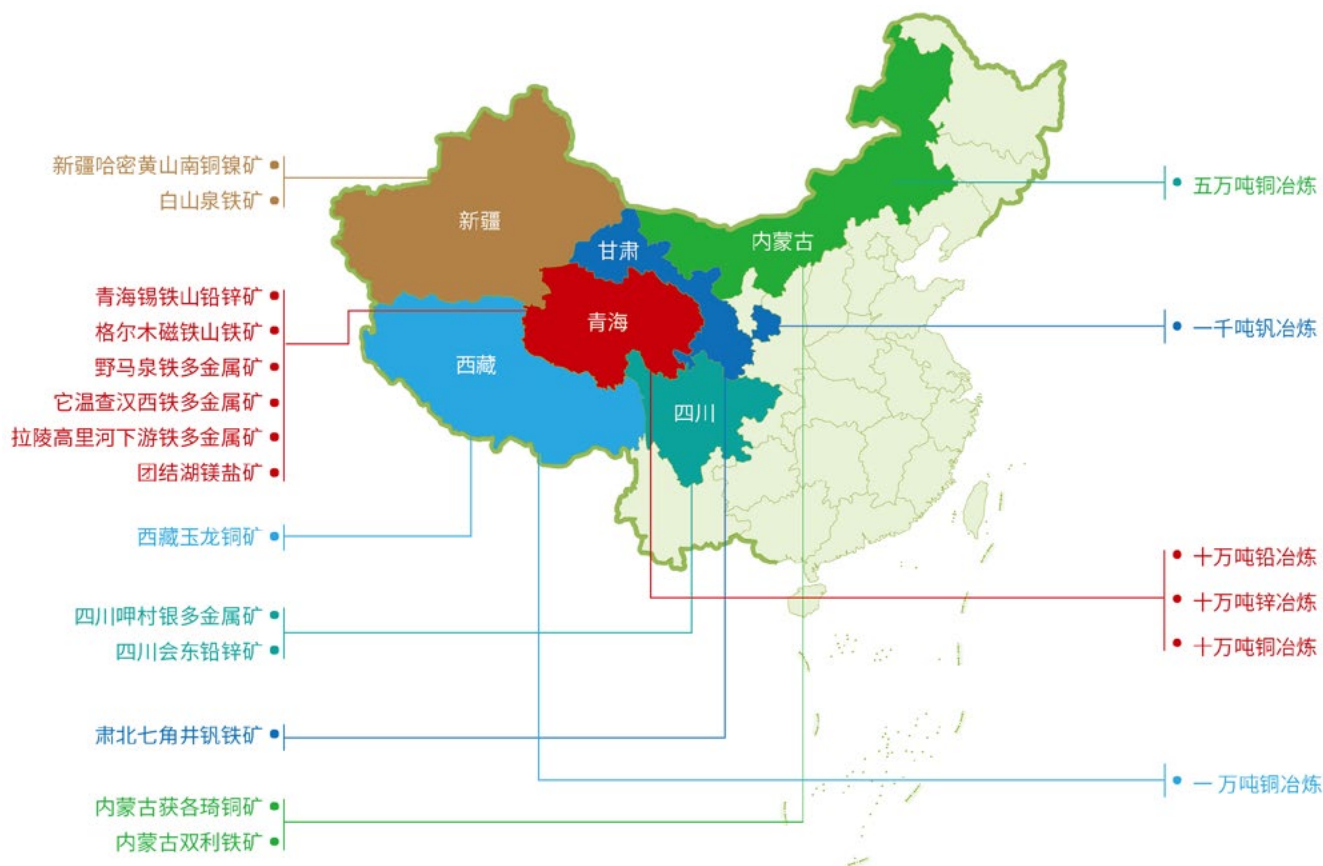 新疆哈密黄山南铜镍矿
白山泉铁矿
青海锡铁山铅锌矿
格尔木磁铁山铁矿
野马泉铁多金属矿
它温查汉西铁多金属矿
拉陵高里河下游铁多金属矿
团结湖镁盐矿
西藏玉龙铜矿
四川呷村银多金属矿
四川会东铅锌矿
肃北七角井钒铁矿
内蒙古获各琦铜矿
内蒙古双利铁矿
新疆
甘肃
内蒙古
青海
西藏
四川
五万吨铜冶炼
一千吨钒冶炼
十万吨铅冶炼
十万吨锌冶炼
十万吨铜冶炼
一万吨铜冶炼